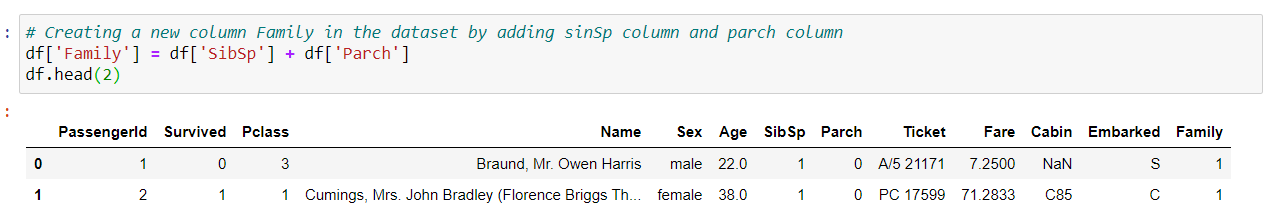 # Creating a new column Family in the dataset by adding sinSp column and parch column
df['Family'] = df['SibSp'] + df['Parch']
df.head(2)
PassengerId Survived Pclass Name Sex Age SibSp Parch Ticket Fare Cabin Embarked Family
0 1 0 3 Braund, Mr. Owen Harris male 22.0 1 0 A/5 21171 7.2500 NaN S 1
1 2 1 1 Cumings, Mrs. John Bradley (Florence Briggs Th... female 38.0 1 0 PC 17599 71.2833 C85 C 1